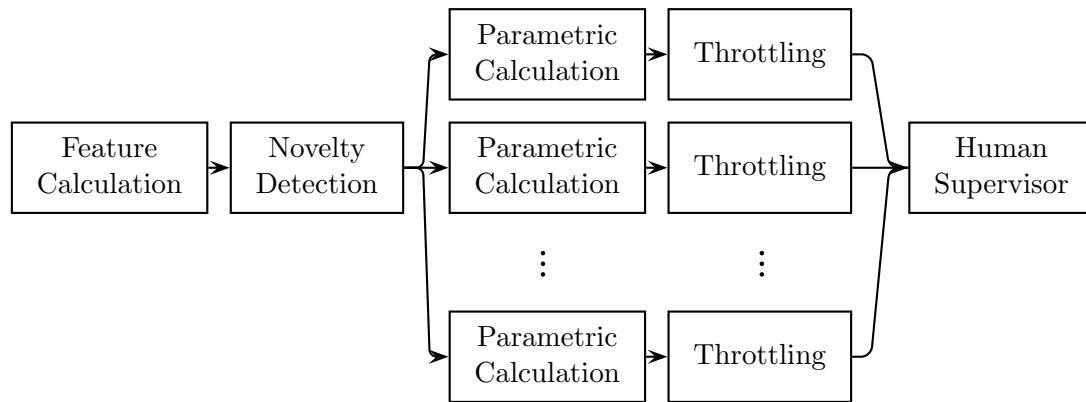 Parametric
Calculation
Throttling
Feature
Calculation
Novelty
Detection
Parametric
Calculation
Throttling
Human
Supervisor
Parametric
Calculation
Throttling